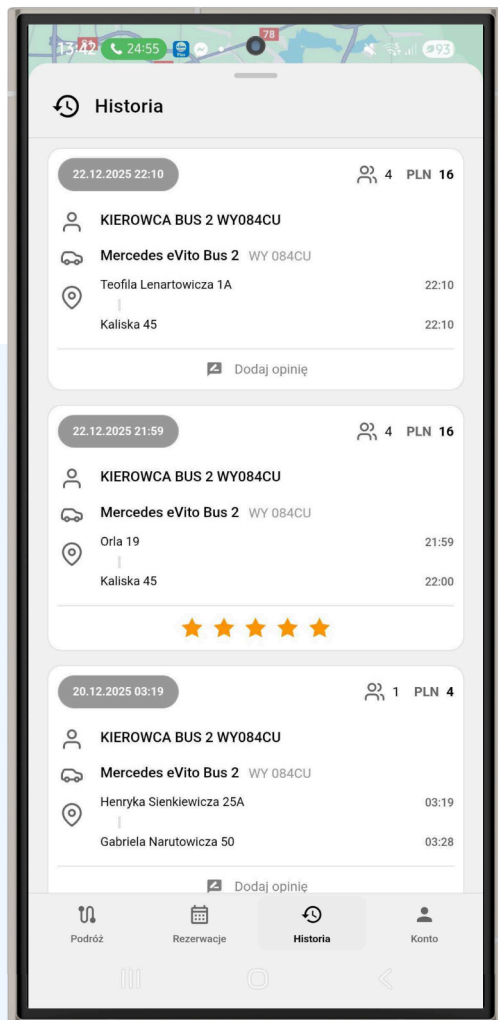 78
81
13:42 24:55 93
Historia
22.12.2025 22:10 4 PLN 16
KIEROWCA BUS 2 WY084CU
Mercedes eVito Bus 2 WY 084CU
Teofila Lenartowicza 1A 22:10
Kaliska 45 22:10
Dodaj opinię
22.12.2025 21:59 4 PLN 16
KIEROWCA BUS 2 WY084CU
Mercedes eVito Bus 2 WY 084CU
Orla 19 21:59
Kaliska 45 22:00
20.12.2025 03:19 1 PLN 4
KIEROWCA BUS 2 WY084CU
Mercedes eVito Bus 2 WY 084CU
Henryka Sienkiewicza 25A 03:19
Gabriela Narutowicza 50 03:28
Dodaj opinię
Podróż Rezerwacje Historia Konto